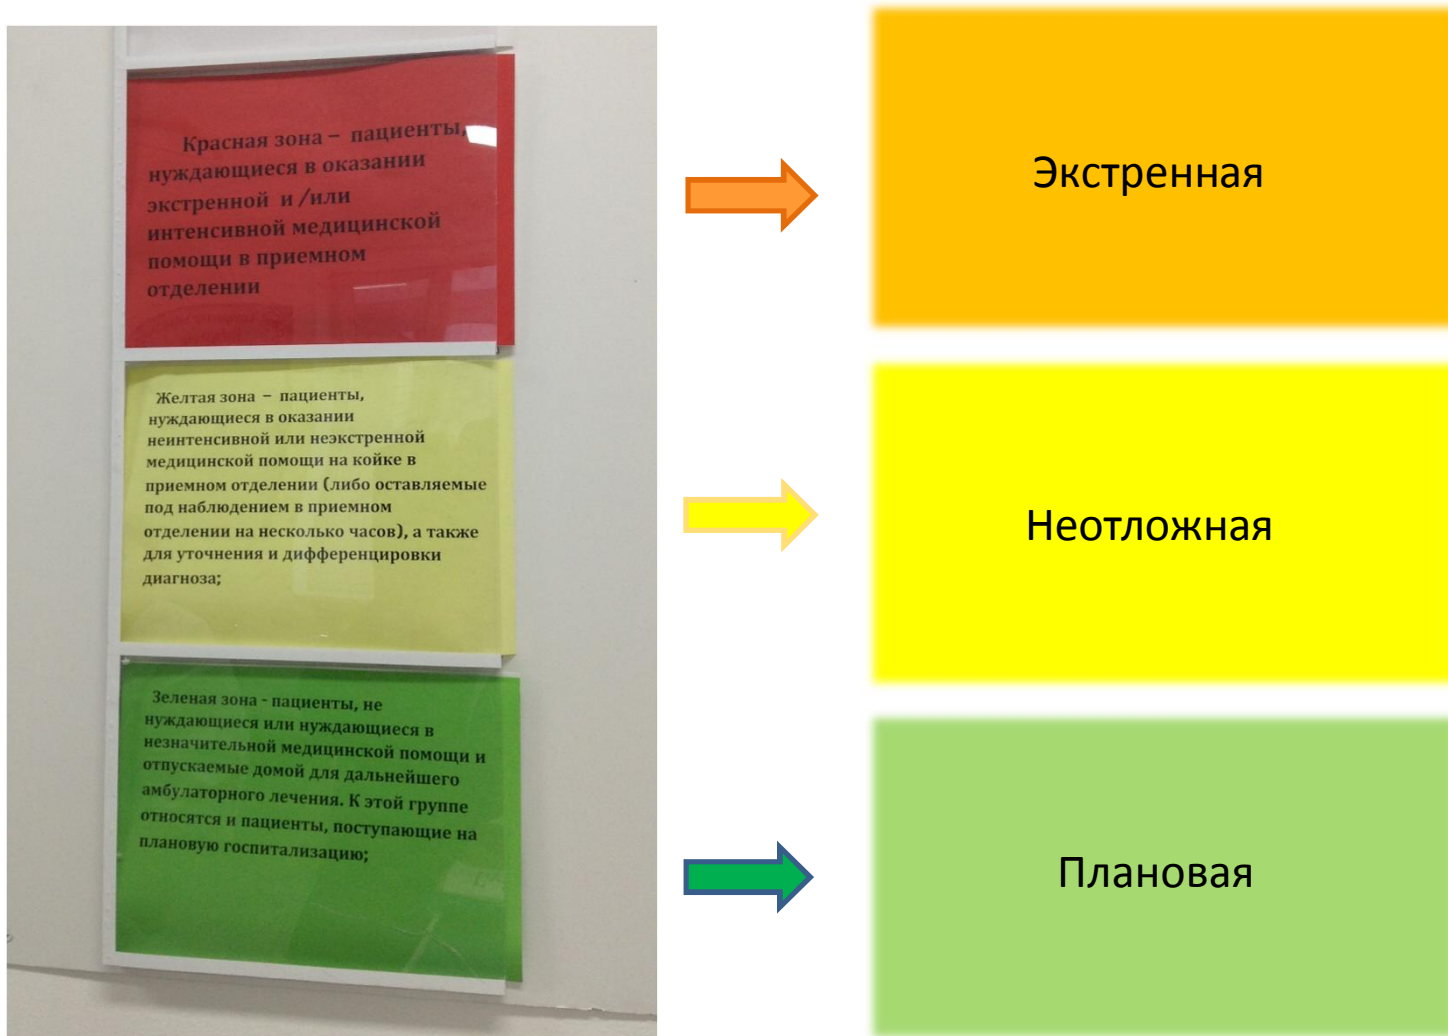 Красная зона – пациенты,
нуждающиеся в оказании
экстренной и /или
интенсивной медицинской
помощи в приемном
отделении
Желтая зона – пациенты,
нуждающиеся в оказании
неинтенсивной или неэкстренной
медицинской помощи на койке в
приемном отделении (либо оставляемые
под наблюдением в приемном
отделении на несколько часов), а также
для уточнения и дифференцировки
диагноза;
Зеленая зона - пациенты, не
нуждающиеся или нуждающиеся в
незначительной медицинской помощи и
отпускаемые домой для дальнейшего
амбулаторного лечения. К этой группе
относятся и пациенты, поступающие на
плановую госпитализацию;
Экстренная
Неотложная
Плановая